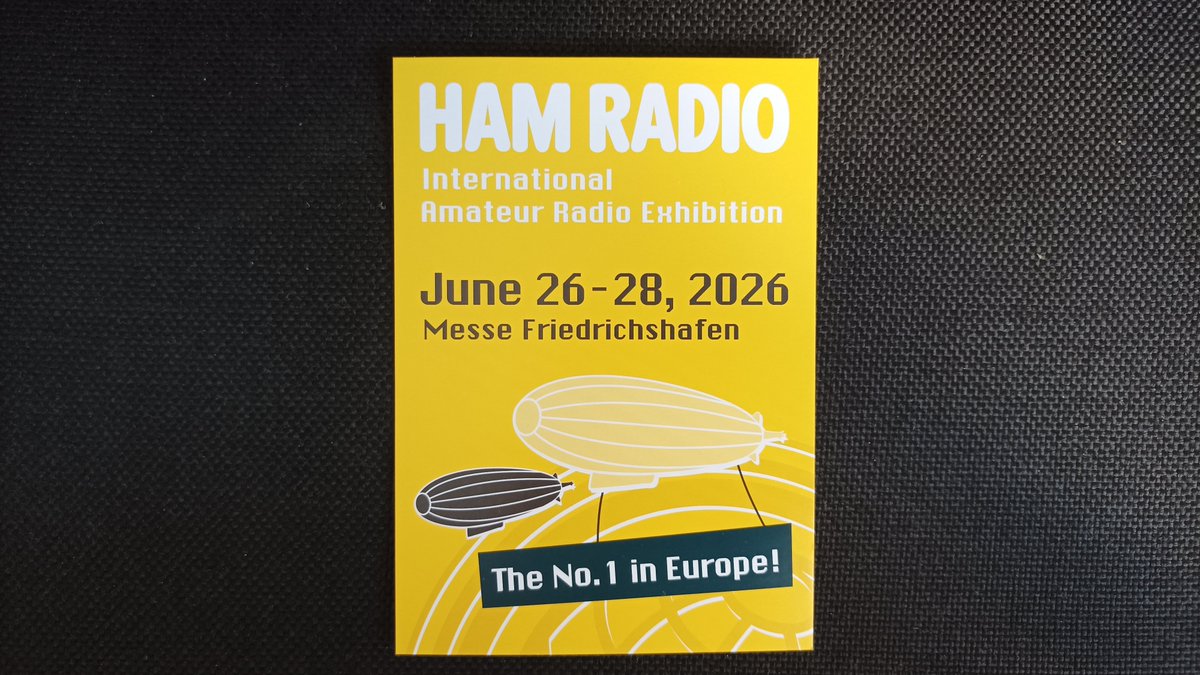 HAM RADIO
International
Amateur Radio Exhibition
June 26-28, 2026
Messe Friedrichshafen
The No.1 in Europe!